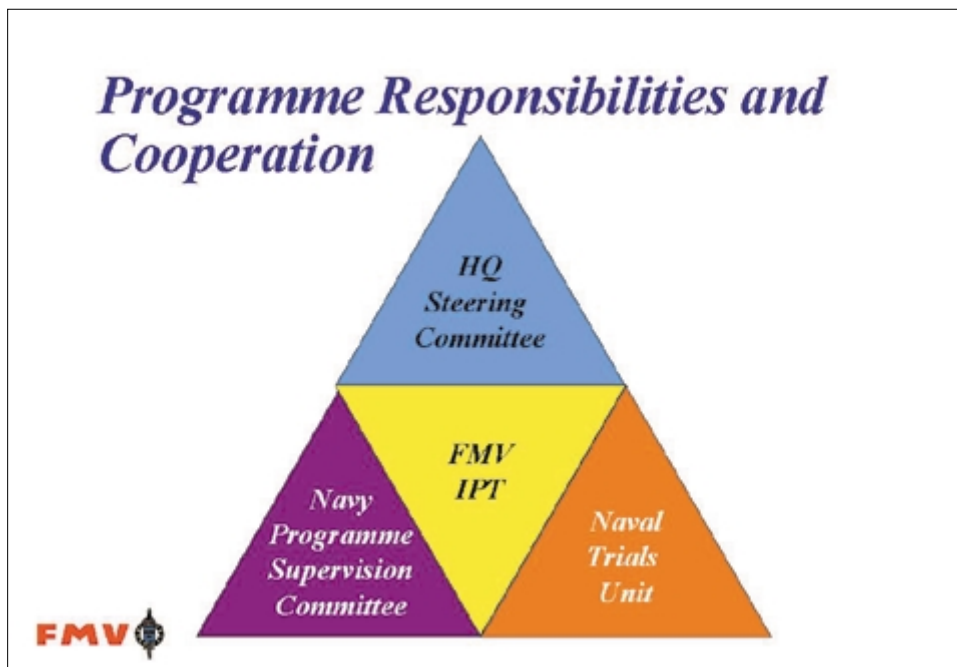 Programme Responsibilities and
Cooperation
HQ
Steering
Committee
FMV
IPT
Navy
Programme
Supervision
Committee
Naval
Trials
Unit
FMV